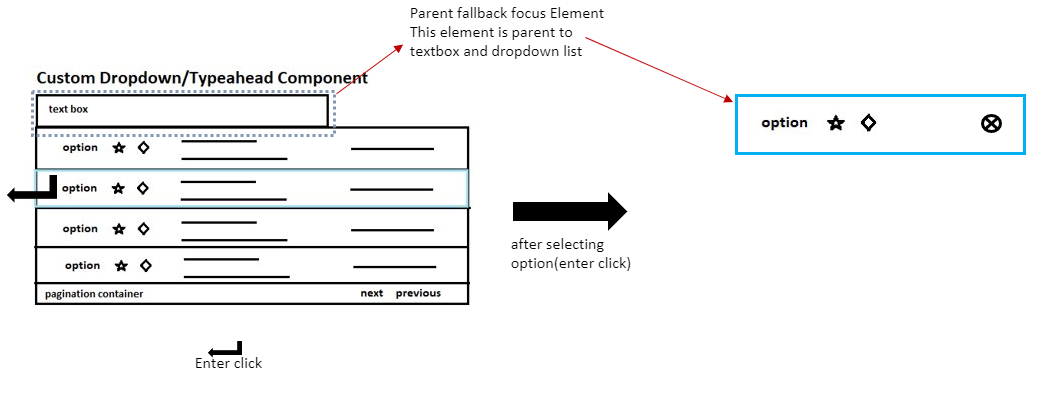 Parent fallback focus Element
This element is parent to
textbox and dropdown list
Custom Dropdown/Typeahead Component
text box
option
option
option
option
pagination container next previous
Enter click
after selecting
option(enter click)
option